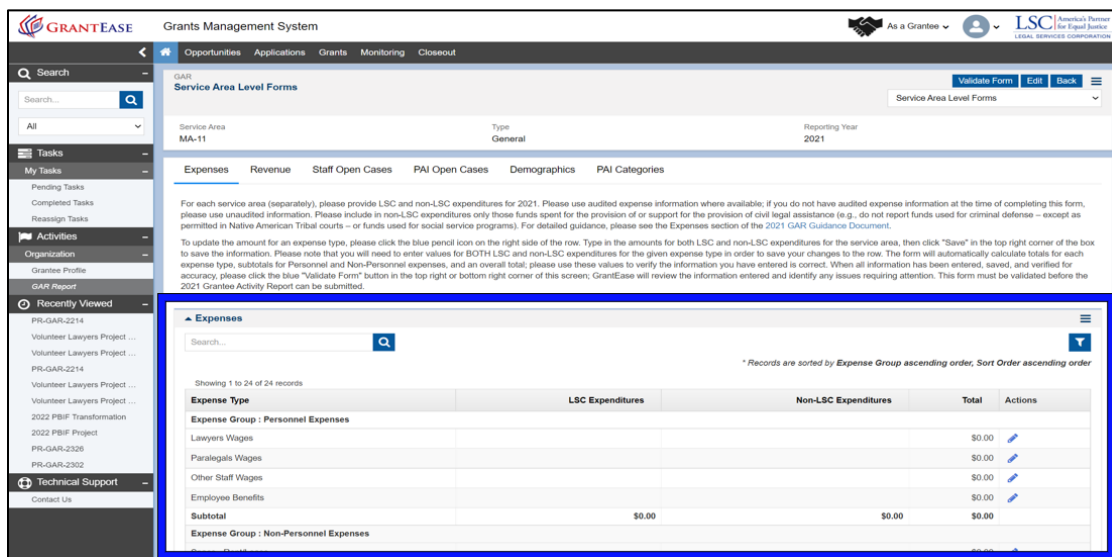 GRANTEASE
Grants Management System
As a Grantee
LSC America's Partner for Equal Justice
LEGAL SERVICES CORPORATION
Opportunities Applications Grants Monitoring Closeout
Search
Search...
All
Tasks
My Tasks
Pending Tasks
Completed Tasks
Reassign Tasks
Activities
Organization
Grantee Profile
GAR Report
Recently Viewed
PR-GAR-2214
Volunteer Lawyers Project ...
Volunteer Lawyers Project ...
PR-GAR-2214
Volunteer Lawyers Project ...
Volunteer Lawyers Project ...
2022 PBIF Transformation
2022 PBIF Project
PR-GAR-2326
PR-GAR-2302
Technical Support
Contact Us
GAR
Service Area Level Forms
Validate Form Edit Back
Service Area Level Forms
Service Area Type Reporting Year
MA-11 General 2021
Expenses Revenue Staff Open Cases PAI Open Cases Demographics PAI Categories
For each service area (separately), please provide LSC and non-LSC expenditures for 2021. Please use audited expense information where available; if you do not have audited expense information at the time of completing this form,
please use unaudited information. Please include in non-LSC expenditures only those funds spent for the provision of or support for the provision of civil legal assistance (e.g., do not report funds used for criminal defense – except as
permitted in Native American Tribal courts – or funds used for social service programs). For detailed guidance, please see the Expenses section of the 2021 GAR Guidance Document.
To update the amount for an expense type, please click the blue pencil icon on the right side of the row. Type in the amounts for both LSC and non-LSC expenditures for the service area, then click "Save" in the top right corner of the box
to save the information. Please note that you will need to enter values for BOTH LSC and non-LSC expenditures for the given expense type in order to save your changes to the row. The form will automatically calculate totals for each
expense type, subtotals for Personnel and Non-Personnel expenses, and an overall total; please use these values to verify the information you have entered is correct. When all information has been entered, saved, and verified for
accuracy, please click the blue "Validate Form" button in the top right or bottom right corner of this screen; GrantEase will review the information entered and identify any issues requiring attention. This form must be validated before the
2021 Grantee Activity Report can be submitted.
Expenses
Search...
* Records are sorted by Expense Group ascending order, Sort Order ascending order
Showing 1 to 24 of 24 records
Expense Type LSC Expenditures Non-LSC Expenditures Total Actions
Expense Group : Personnel Expenses
Lawyers Wages $0.00
Paralegals Wages $0.00
Other Staff Wages $0.00
Employee Benefits $0.00
Subtotal $0.00 $0.00 $0.00
Expense Group : Non-Personnel Expenses